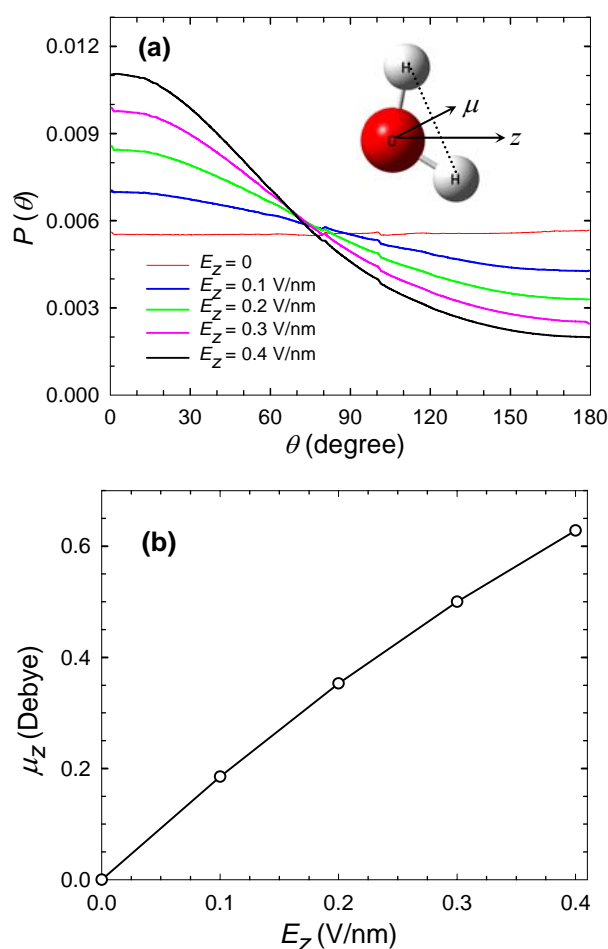 (a)
0.012
0.009
0.006
0.003
0.000
P (θ)
H
O
H
μ
z
E_z = 0
E_z = 0.1 V/nm
E_z = 0.2 V/nm
E_z = 0.3 V/nm
E_z = 0.4 V/nm
0 30 60 90 120 150 180
θ (degree)
(b)
0.6
0.4
0.2
0.0
μ_z (Debye)
0.0 0.1 0.2 0.3 0.4
E_z (V/nm)